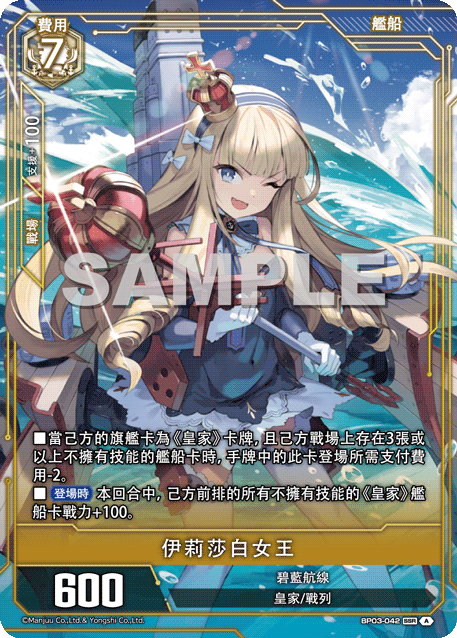 費用
7
艦船
支援+100
戰場
SAMPLE
■當己方的旗艦卡為《皇家》卡牌, 且己方戰場上存在3張或
以上不擁有技能的艦船卡時, 手牌中的此卡登場所需支付費
用-2。
■ 登場時 本回合中, 己方前排的所有不擁有技能的《皇家》艦
船卡戰力+100。
伊莉莎白女王
600
碧藍航線
皇家/戰列
©Manjuu Co.,Ltd.& Yongshi Co.,Ltd.
BP03-042 SSR A